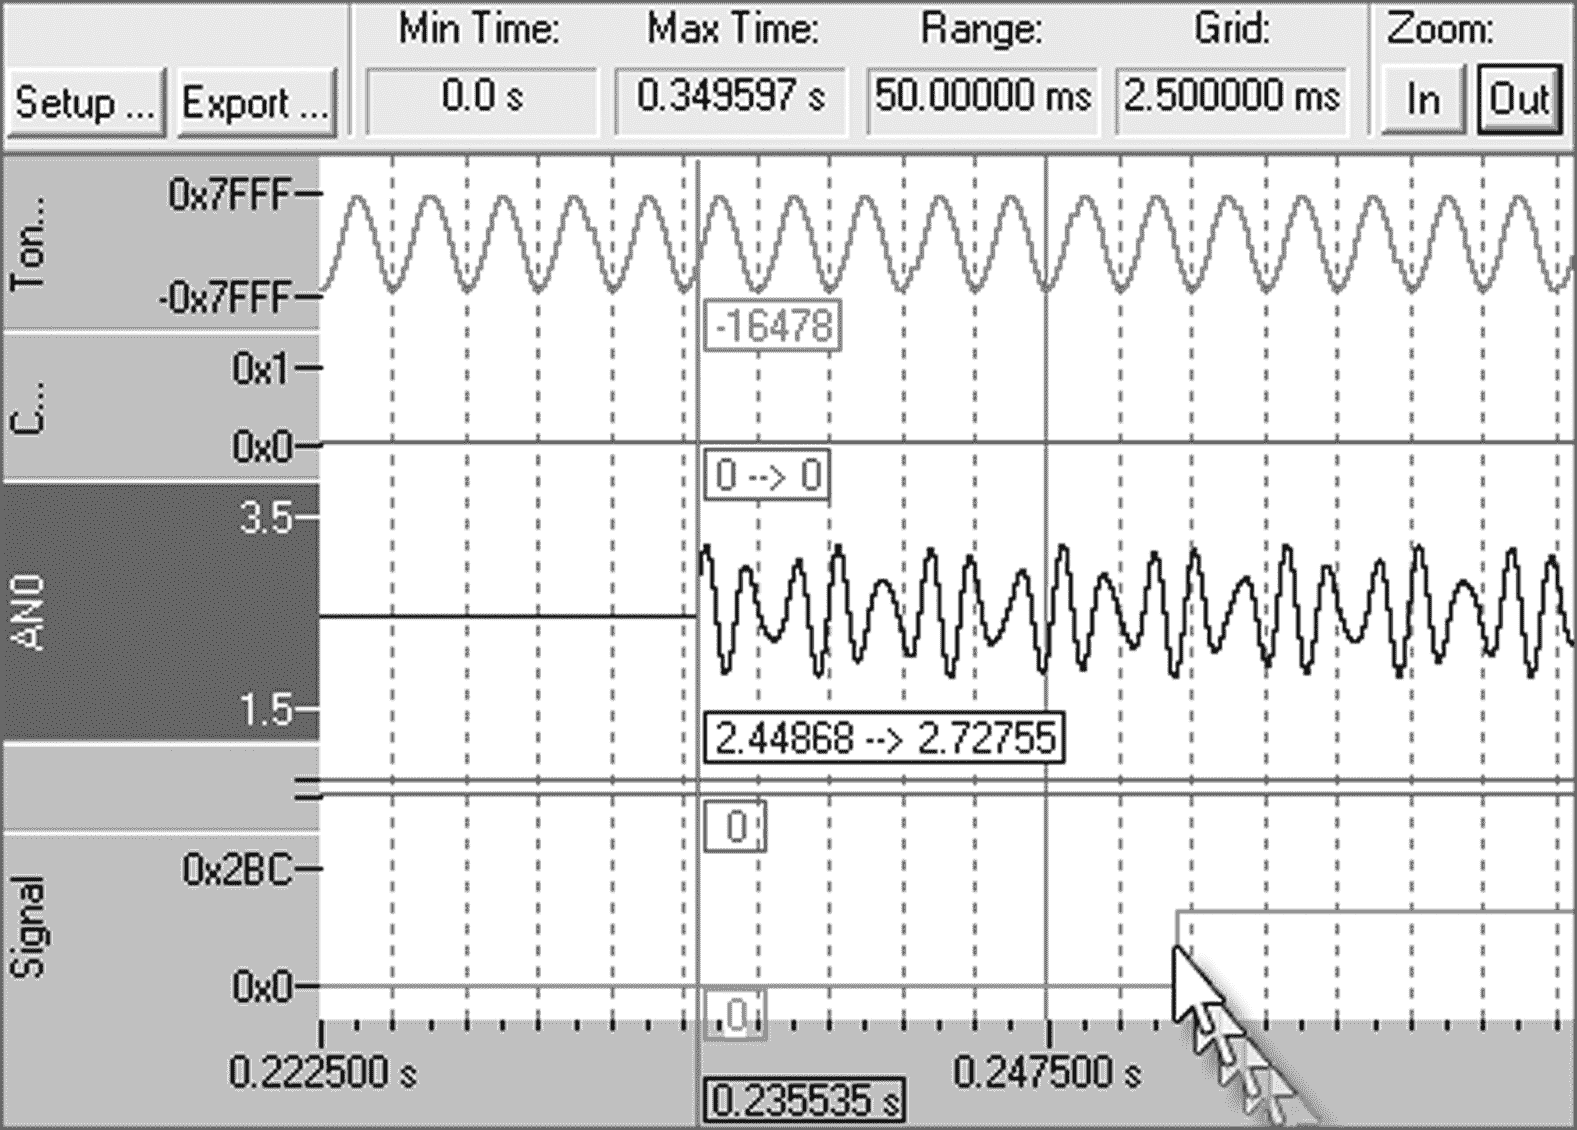 Min Time: Max Time: Range: Grid: Zoom:
Setup ... Export ... 0.0 s 0.349597 s 50.00000 ms 2.500000 ms In Out
Ton...
0x7FFF
-0x7FFF
-16478
C...
0x1
0x0
0 --> 0
AN0
3.5
1.5
2.44868 --> 2.72755
0
Signal
0x2BC
0x0
0
0.222500 s 0.247500 s
0.235535 s